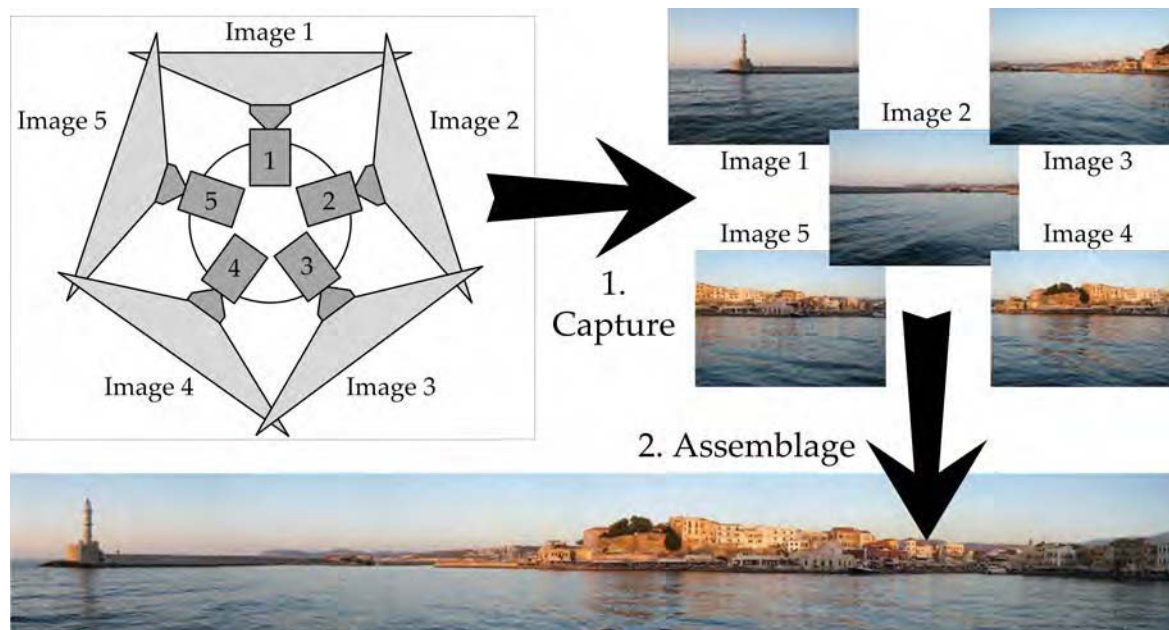 Image 1
Image 5
Image 2
1
5
2
4
3
Image 4
Image 3
1.
Capture
Image 2
Image 1
Image 3
Image 5
Image 4
2. Assemblage